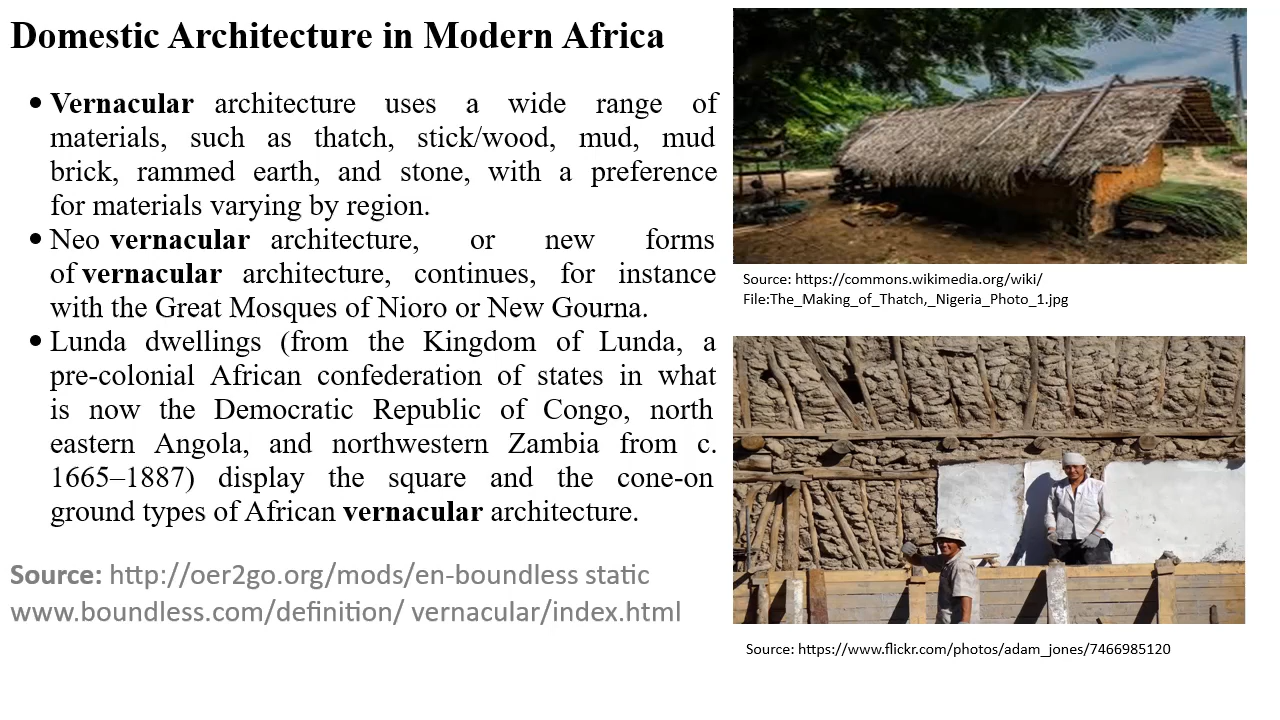 Domestic Architecture in Modern Africa
• Vernacular architecture uses a wide range of
materials, such as thatch, stick/wood, mud, mud
brick, rammed earth, and stone, with a preference
for materials varying by region.
• Neo vernacular architecture, or new forms
of vernacular architecture, continues, for instance
with the Great Mosques of Nioro or New Gourna.
• Lunda dwellings (from the Kingdom of Lunda, a
pre-colonial African confederation of states in what
is now the Democratic Republic of Congo, north
eastern Angola, and northwestern Zambia from c.
1665–1887) display the square and the cone-on
ground types of African vernacular architecture.
Source: http://oer2go.org/mods/en-boundless static
www.boundless.com/definition/ vernacular/index.html
Source: https://commons.wikimedia.org/wiki/
File:The_Making_of_Thatch,_Nigeria_Photo_1.jpg
Source: https://www.flickr.com/photos/adam_jones/7466985120